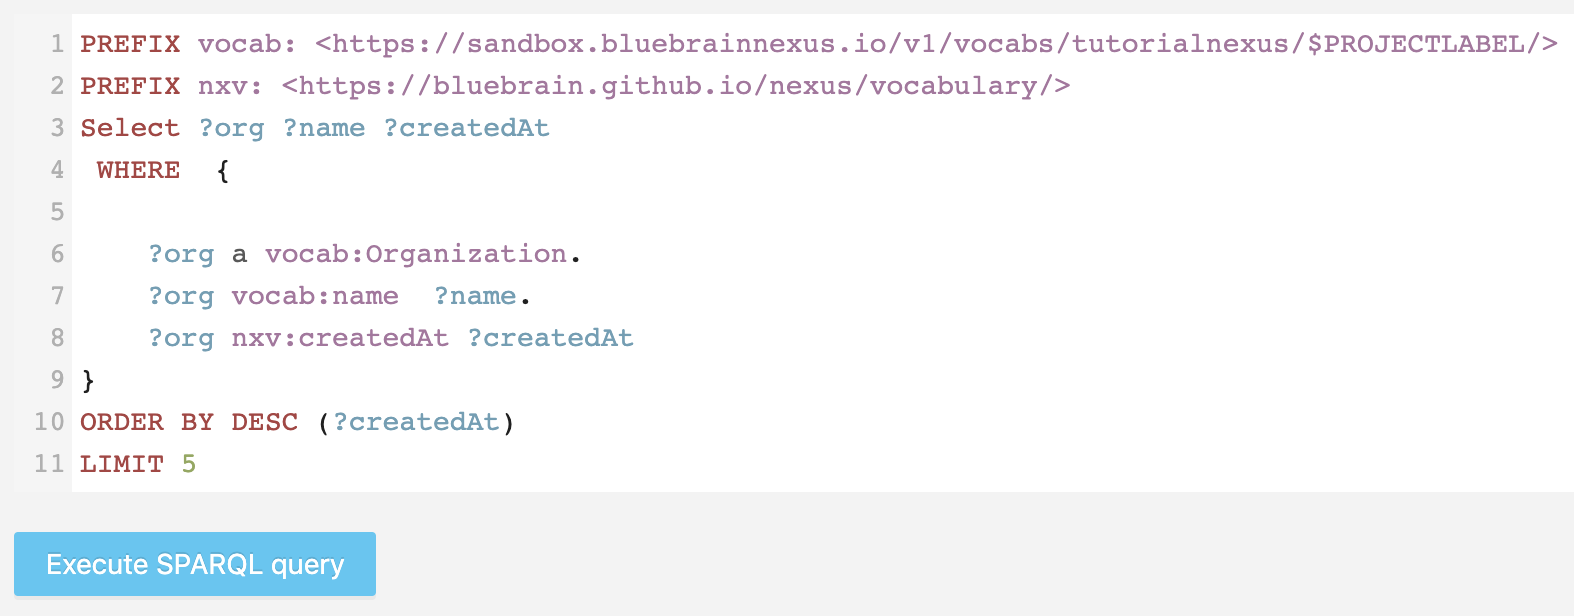 1 PREFIX vocab: <https://sandbox.bluebrainnexus.io/v1/vocabs/tutorialnexus/$PROJECTLABEL/>
2 PREFIX nxv: <https://bluebrain.github.io/nexus/vocabulary/>
3 Select ?org ?name ?createdAt
4  WHERE  {
5
6     ?org a vocab:Organization.
7     ?org vocab:name  ?name.
8     ?org nxv:createdAt ?createdAt
9 }
10 ORDER BY DESC (?createdAt)
11 LIMIT 5
Execute SPARQL query